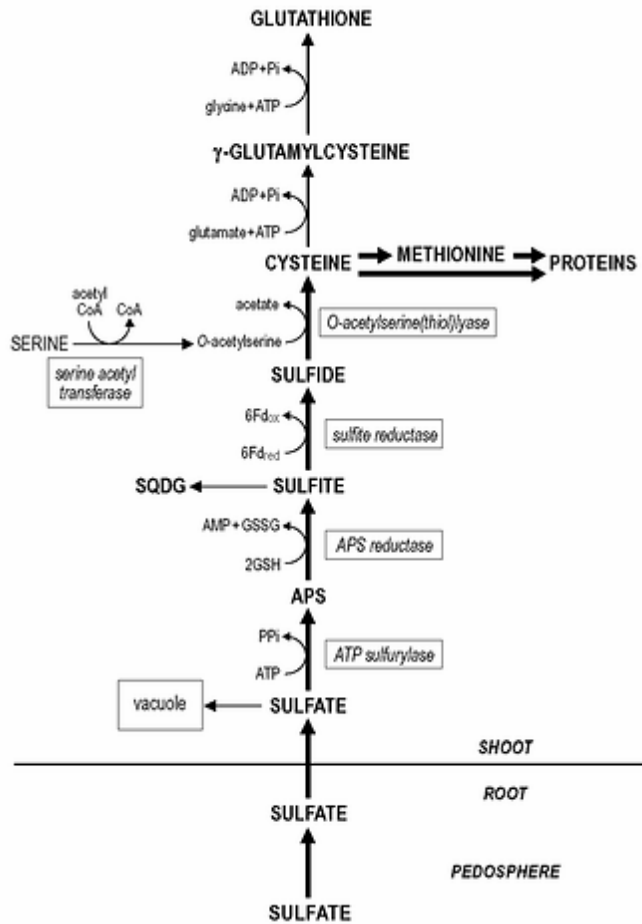 GLUTATHIONE
ADP+Pi
glycine+ATP
γ-GLUTAMYLCYSTEINE
ADP+Pi
glutamate+ATP
CYSTEINE
METHIONINE
PROTEINS
acetyl
CoA
CoA
acetate
O-acetylserine(thiol)lyase
SERINE
O-acetylserine
serine acetyl
transferase
SULFIDE
6Fdox
sulfite reductase
6Fdred
SQDG
SULFITE
AMP+GSSG
APS reductase
2GSH
APS
PPi
ATP sulfurylase
ATP
vacuole
SULFATE
SHOOT
ROOT
SULFATE
PEDOSPHERE
SULFATE